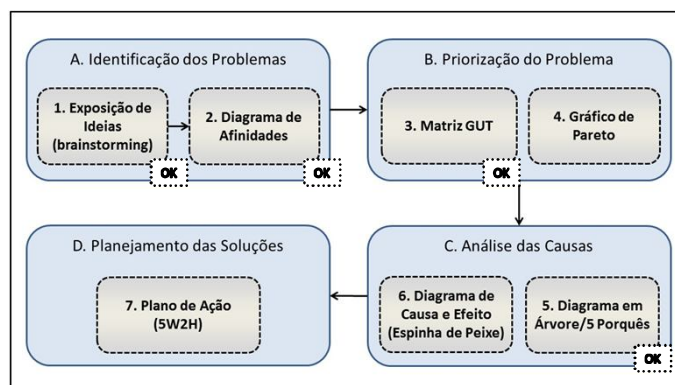 A. Identificação dos Problemas
1. Exposição de
Ideias
(brainstorming)
OK
2. Diagrama de
Afinidades
OK
B. Priorização do Problema
3. Matriz GUT
OK
4. Gráfico de
Pareto
D. Planejamento das Soluções
7. Plano de Ação
(5W2H)
C. Análise das Causas
6. Diagrama de
Causa e Efeito
(Espinha de Peixe)
5. Diagrama em
Árvore/5 Porquês
OK